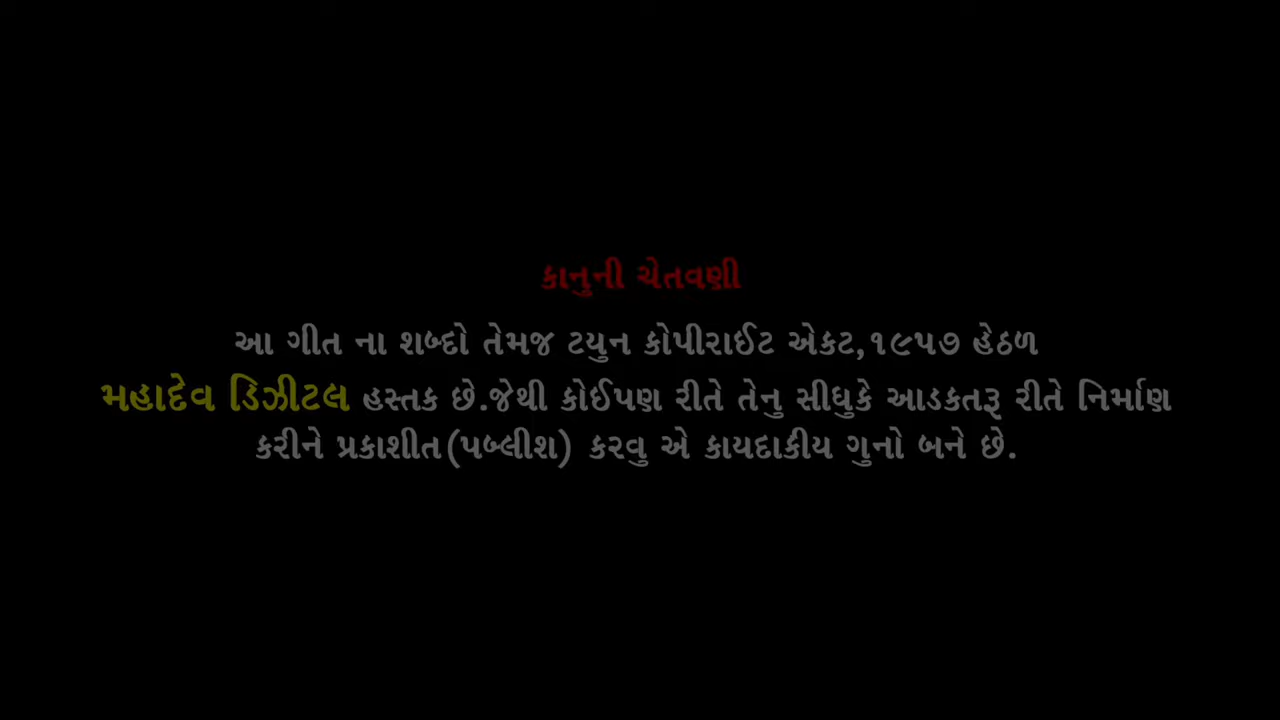 કાનુની ચેતવણી
આ ગીત ના શબ્દો તેમજ ટયુન કોપીરાઈટ એકટ,૧૯૫૭ હેઠળ
મહાદેવ ડિઝીટલ હસ્તક છે.જેથી કોઈપણ રીતે તેનુ સીધુકે આડકતરૂ રીતે નિર્માણ
કરીને પ્રકાશીત(પબ્લીશ) કરવુ એ કાયદાકીય ગુનો બને છે.